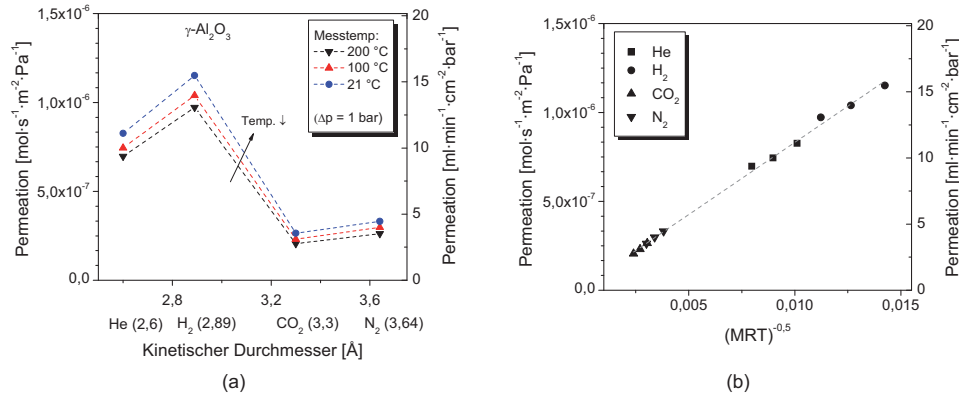 γ-Al₂O₃
Messtemp:
200 °C
100 °C
21 °C
(Δp = 1 bar)
Temp. ↓
Permeation [mol·s⁻¹·m⁻²·Pa⁻¹]
1,5x10⁻⁶
1,0x10⁻⁶
5,0x10⁻⁷
0,0
Permeation [ml·min⁻¹·cm⁻²·bar⁻¹]
20
15
10
5
0
2,8 3,2 3,6
He (2,6) H₂ (2,89) CO₂ (3,3) N₂ (3,64)
Kinetischer Durchmesser [Å]
(a)
He
H₂
CO₂
N₂
Permeation [mol·s⁻¹·m⁻²·Pa⁻¹]
1,5x10⁻⁶
1,0x10⁻⁶
5,0x10⁻⁷
0,0
Permeation [ml·min⁻¹·cm⁻²·bar⁻¹]
20
15
10
5
0
0,005 0,010 0,015
(MRT)⁻⁰,⁵
(b)